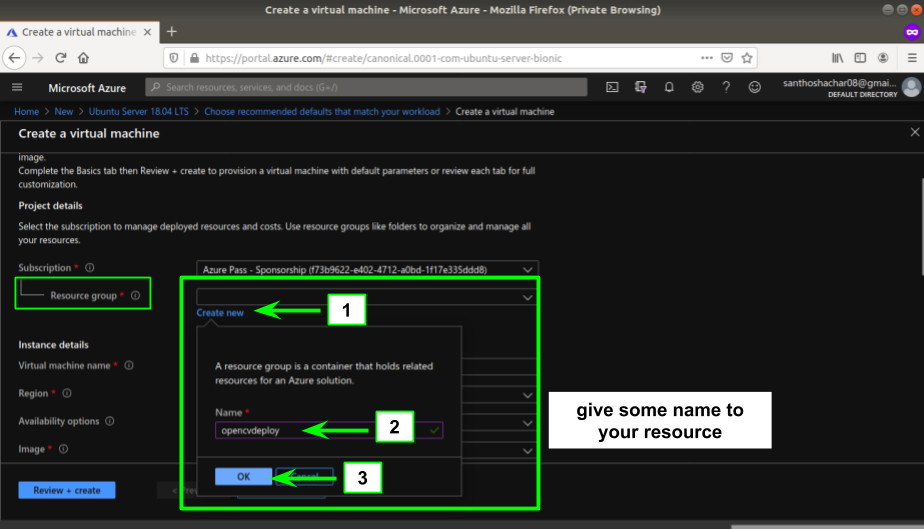 Create a virtual machine - Microsoft Azure - Mozilla Firefox (Private Browsing)
Create a virtual machine
https://portal.azure.com/#create/canonical.0001-com-ubuntu-server-bionic
Microsoft Azure
Search resources, services, and docs (G+/)
santhoshachar08@gmai...
DEFAULT DIRECTORY
Home > New > Ubuntu Server 18.04 LTS > Choose recommended defaults that match your workload > Create a virtual machine
Create a virtual machine
image.
Complete the Basics tab then Review + create to provision a virtual machine with default parameters or review each tab for full
customization.
Project details
Select the subscription to manage deployed resources and costs. Use resource groups like folders to organize and manage all
your resources.
Subscription *
Azure Pass - Sponsorship (f73b9622-e402-4712-a0bd-1f17e335ddd8)
Resource group *
Create new
1
Instance details
Virtual machine name *
Region *
Availability options
Image *
A resource group is a container that holds related
resources for an Azure solution.
Name *
opencvdeploy
2
OK
Cancel
3
give some name to
your resource
Review + create